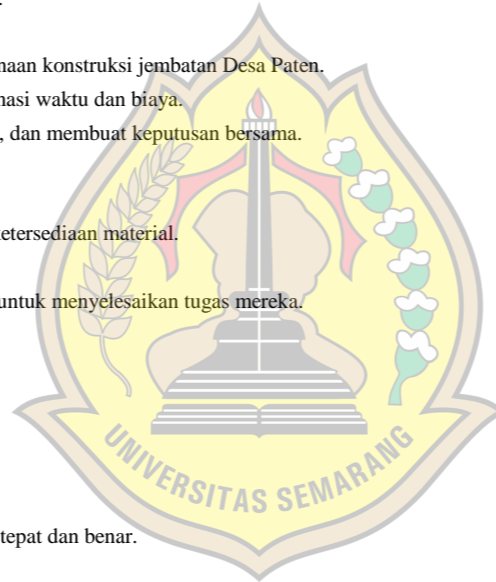 naan konstruksi jembatan Desa Paten.
nasi waktu dan biaya.
, dan membuat keputusan bersama.
ketersediaan material.
untuk menyelesaikan tugas mereka.
UNIVERSITAS SEMARANG
tepat dan benar.